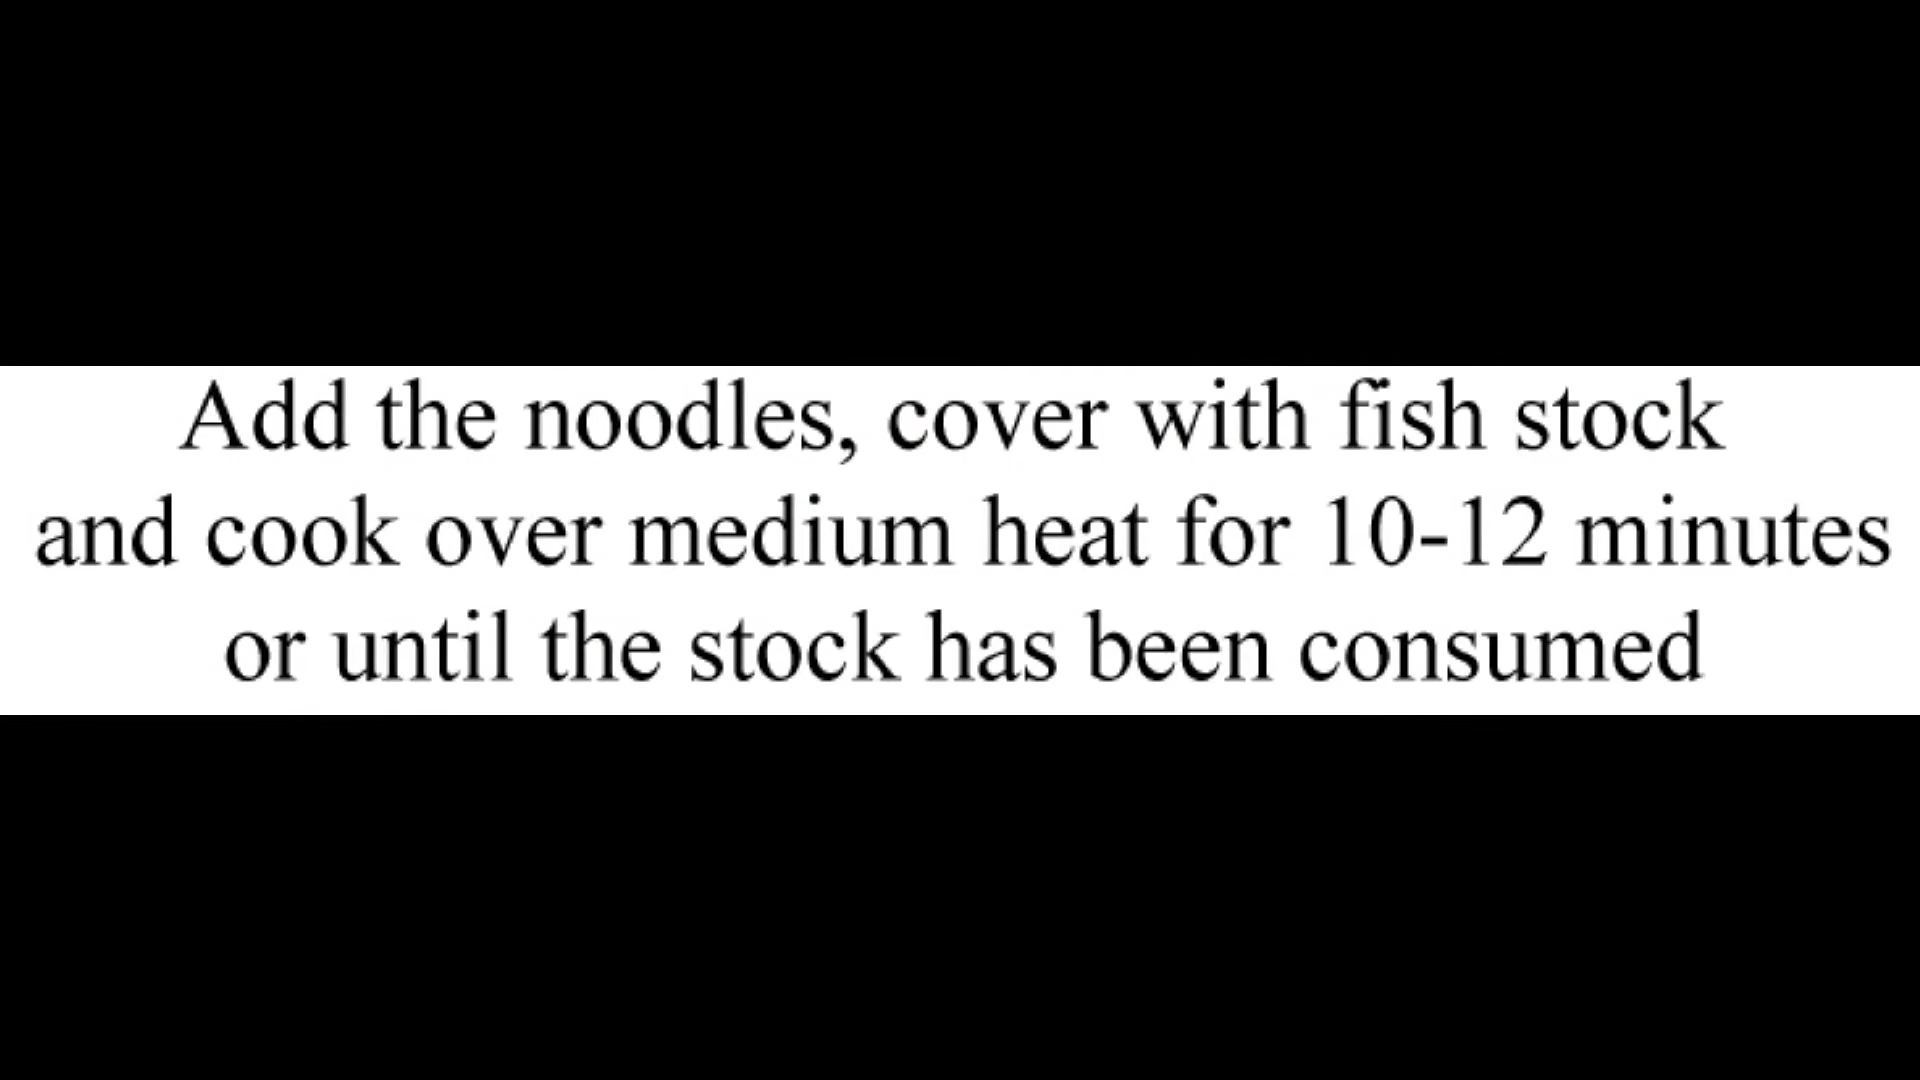 Add the noodles, cover with fish stock
and cook over medium heat for 10-12 minutes
or until the stock has been consumed